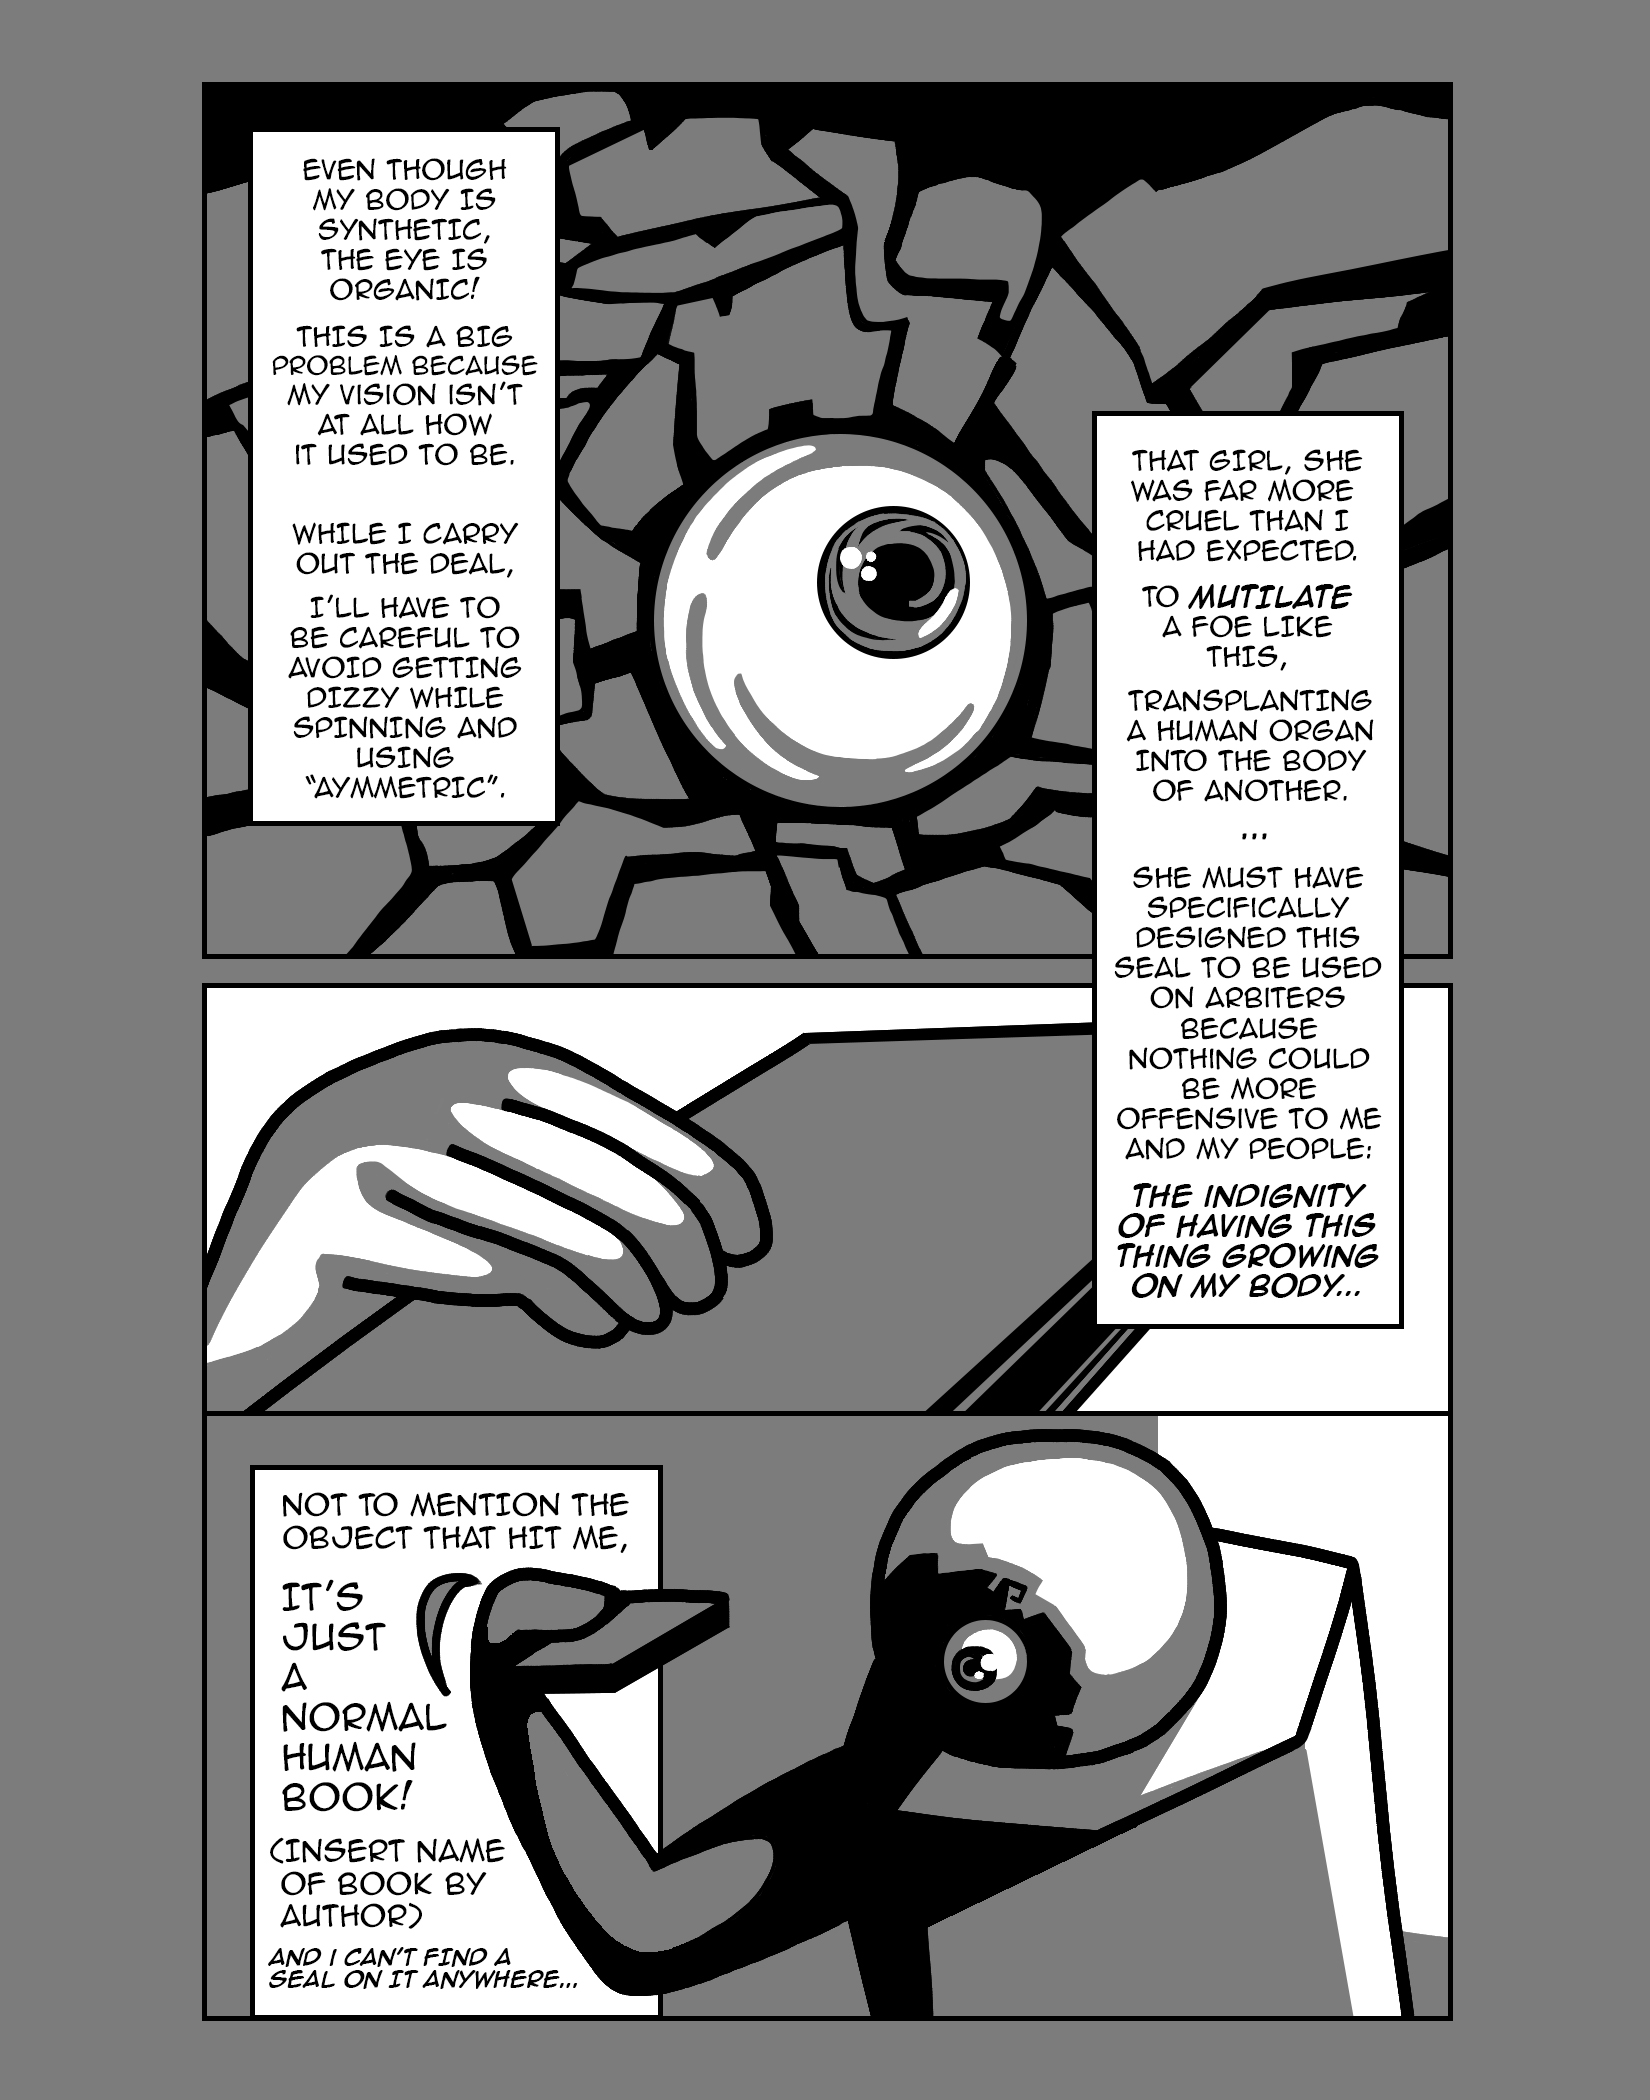 EVEN THOUGH
MY BODY IS
SYNTHETIC,
THE EYE IS
ORGANIC!
THIS IS A BIG
PROBLEM BECAUSE
MY VISION ISN'T
AT ALL HOW
IT USED TO BE.
WHILE I CARRY
OUT THE DEAL,
I'LL HAVE TO
BE CAREFUL TO
AVOID GETTING
DIZZY WHILE
SPINNING AND
USING
"AYMMETRIC".
THAT GIRL, SHE
WAS FAR MORE
CRUEL THAN I
HAD EXPECTED.
TO MUTILATE
A FOE LIKE
THIS,
TRANSPLANTING
A HUMAN ORGAN
INTO THE BODY
OF ANOTHER.
...
SHE MUST HAVE
SPECIFICALLY
DESIGNED THIS
SEAL TO BE USED
ON ARBITERS
BECAUSE
NOTHING COULD
BE MORE
OFFENSIVE TO ME
AND MY PEOPLE:
THE INDIGNITY
OF HAVING THIS
THING GROWING
ON MY BODY...
NOT TO MENTION THE
OBJECT THAT HIT ME,
IT'S
JUST
A
NORMAL
HUMAN
BOOK!
(INSERT NAME
OF BOOK BY
AUTHOR)
AND I CAN'T FIND A
SEAL ON IT ANYWHERE...